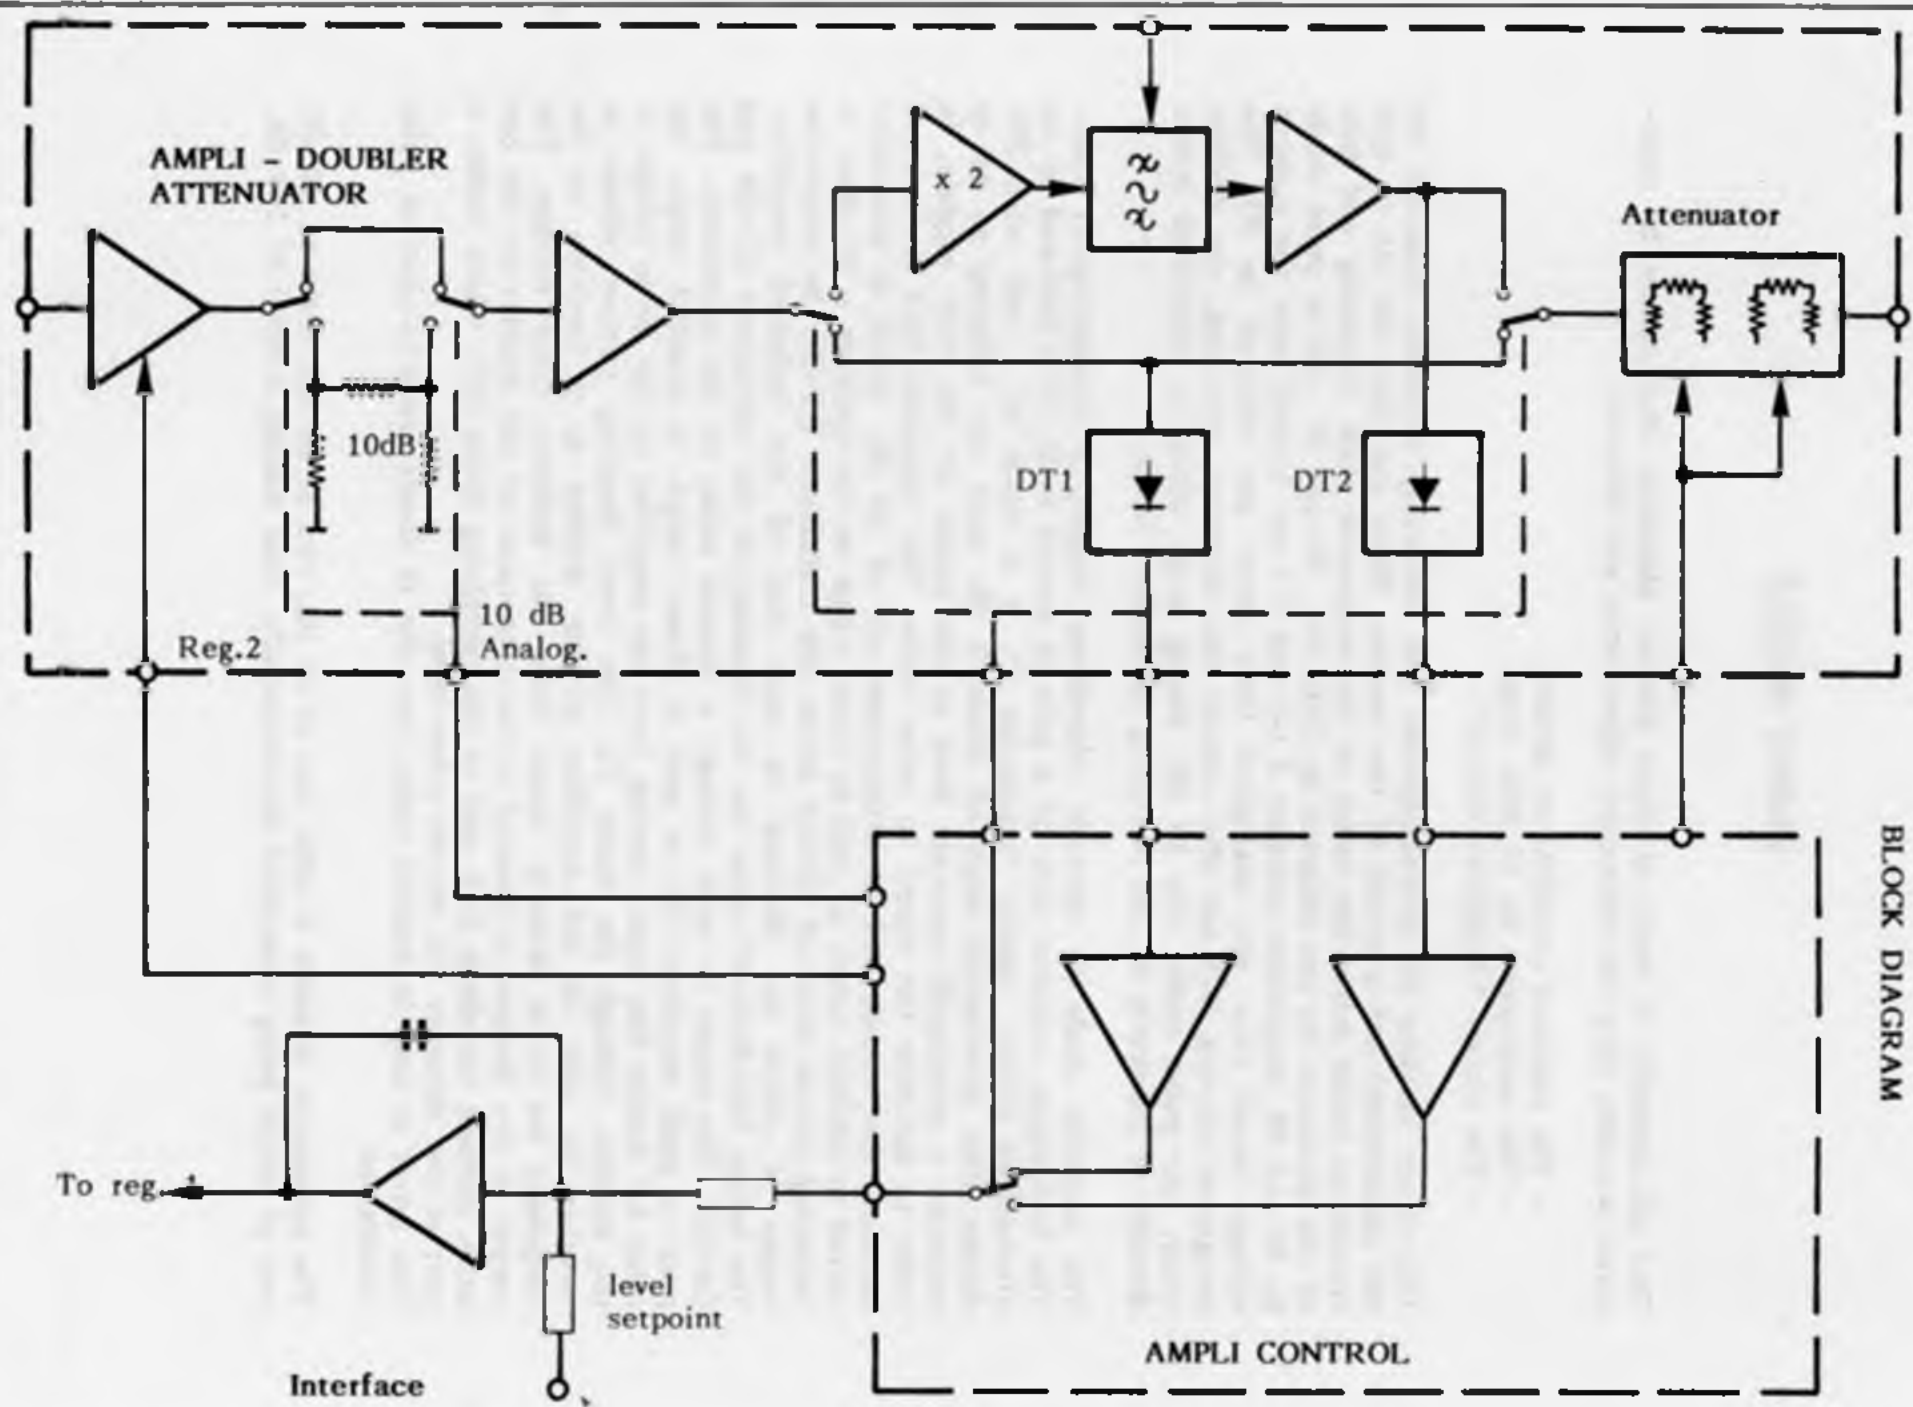 AMPLI - DOUBLER
ATTENUATOR
x 2
Attenuator
10dB
DT1
DT2
10 dB
Analog.
Reg.2
BLOCK DIAGRAM
To reg.
level
setpoint
Interface
AMPLI CONTROL